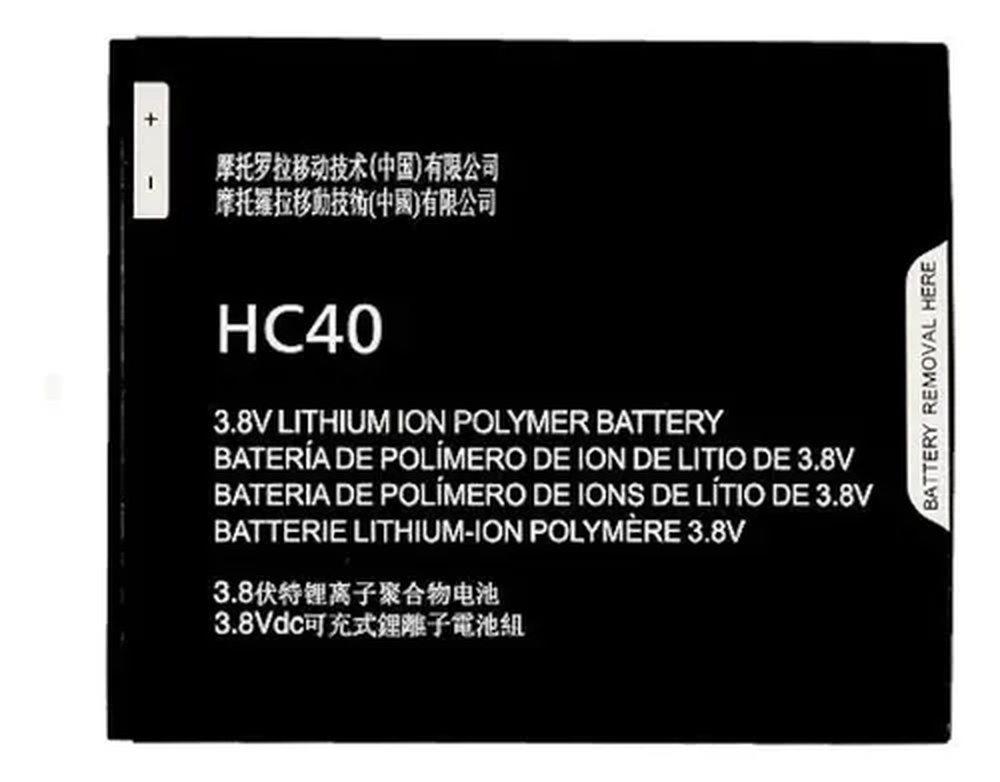 +
-
摩托罗拉移动技术(中国)有限公司
摩托羅拉移動技術(中國)有限公司
HC40
3.8V LITHIUM ION POLYMER BATTERY
BATERÍA DE POLÍMERO DE ION DE LITIO DE 3.8V
BATERIA DE POLÍMERO DE IONS DE LÍTIO DE 3.8V
BATTERIE LITHIUM-ION POLYMÈRE 3.8V
3.8伏特锂离子聚合物电池
3.8Vdc可充式鋰離子電池組
BATTERY REMOVAL HERE